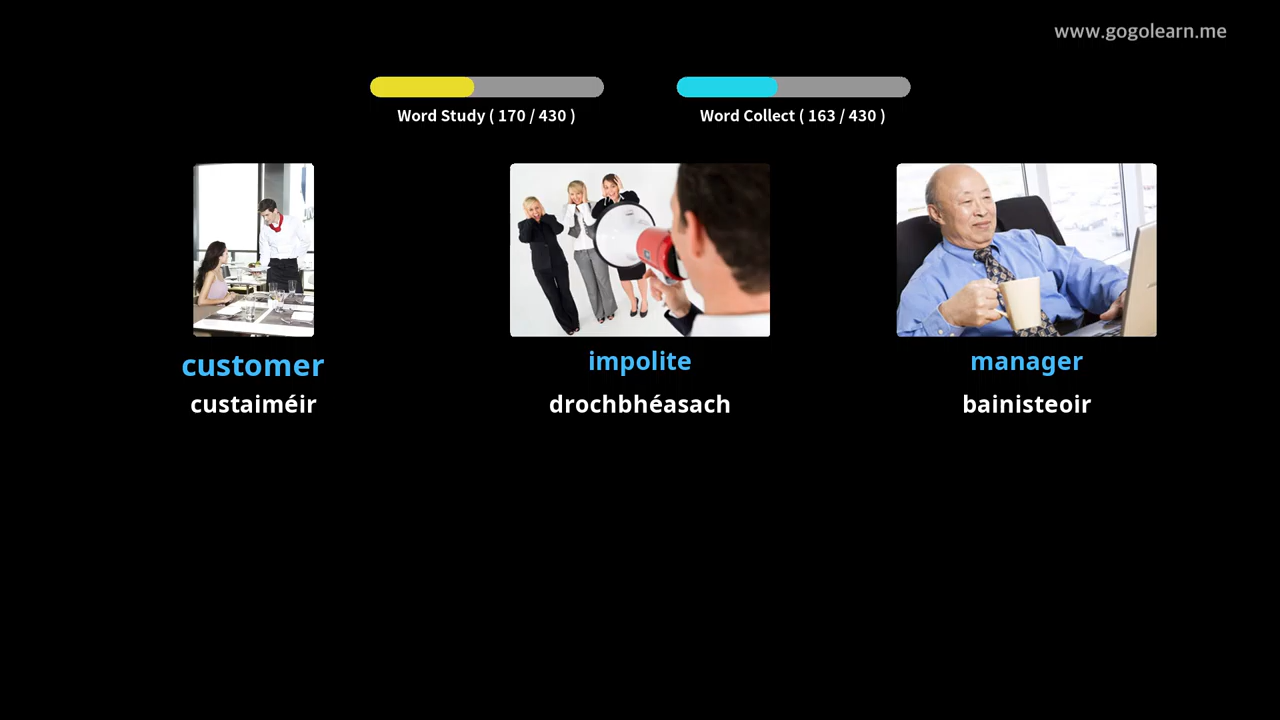 www.gogolearn.me
Word Study ( 170 / 430 )
Word Collect ( 163 / 430 )
customer
impolite
manager
custaiméir
drochbhéasach
bainisteoir